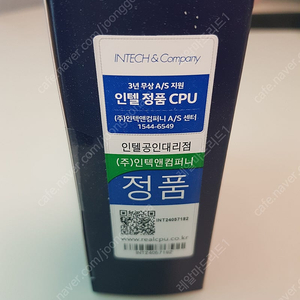 INTECH & Company
3년 무상 A/S 지원
인텔 정품 CPU
(주)인텍앤컴퍼니 A/S 센터
1544-6549
인텔공인대리점
(주)인텍앤컴퍼니
정품
www.realcpu.co.kr